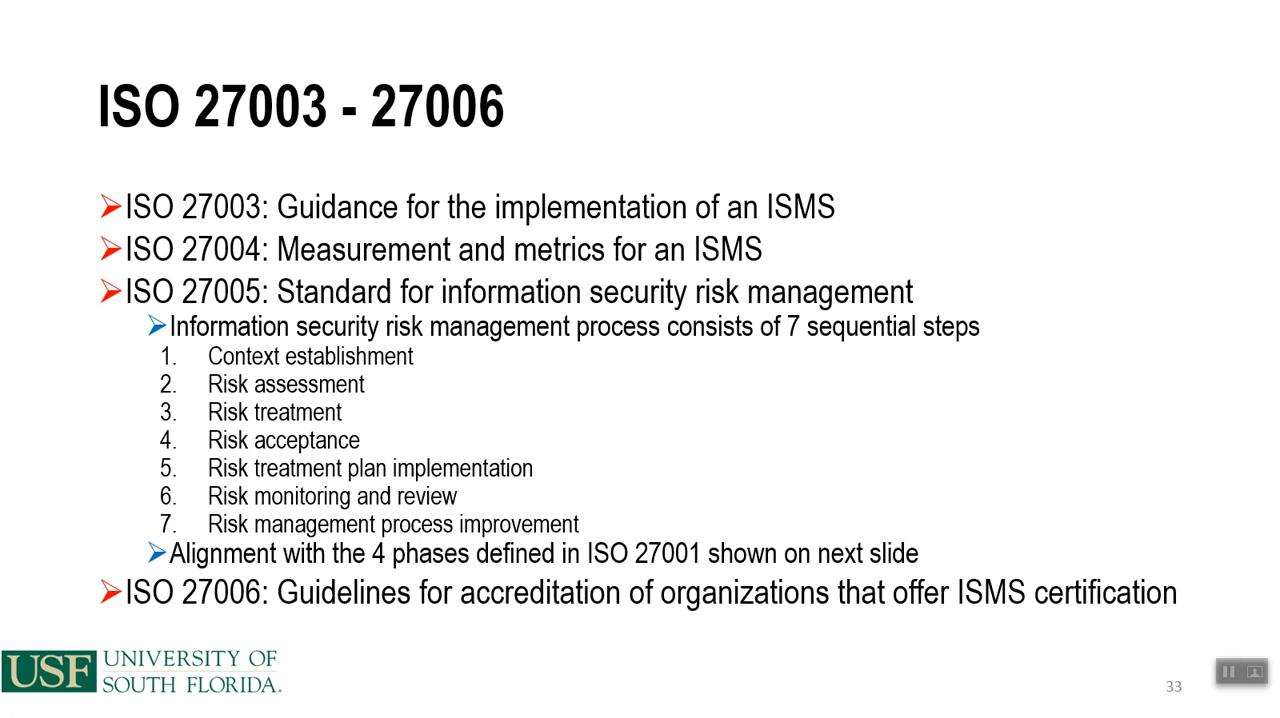 ISO 27003 - 27006
ISO 27003: Guidance for the implementation of an ISMS
ISO 27004: Measurement and metrics for an ISMS
ISO 27005: Standard for information security risk management
Information security risk management process consists of 7 sequential steps
1. Context establishment
2. Risk assessment
3. Risk treatment
4. Risk acceptance
5. Risk treatment plan implementation
6. Risk monitoring and review
7. Risk management process improvement
Alignment with the 4 phases defined in ISO 27001 shown on next slide
ISO 27006: Guidelines for accreditation of organizations that offer ISMS certification
USF
UNIVERSITY OF
SOUTH FLORIDA.
33